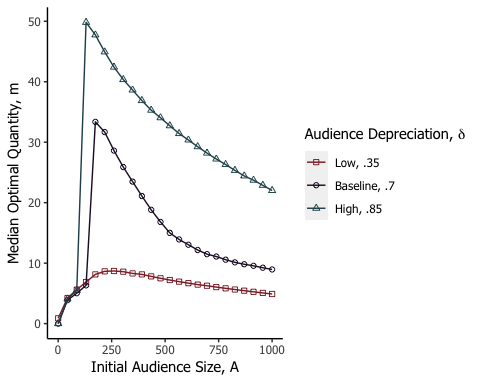 50
40
30
20
10
0
Median Optimal Quantity, m
0 250 500 750 1000
Initial Audience Size, A
Audience Depreciation, δ
Low, .35
Baseline, .7
High, .85